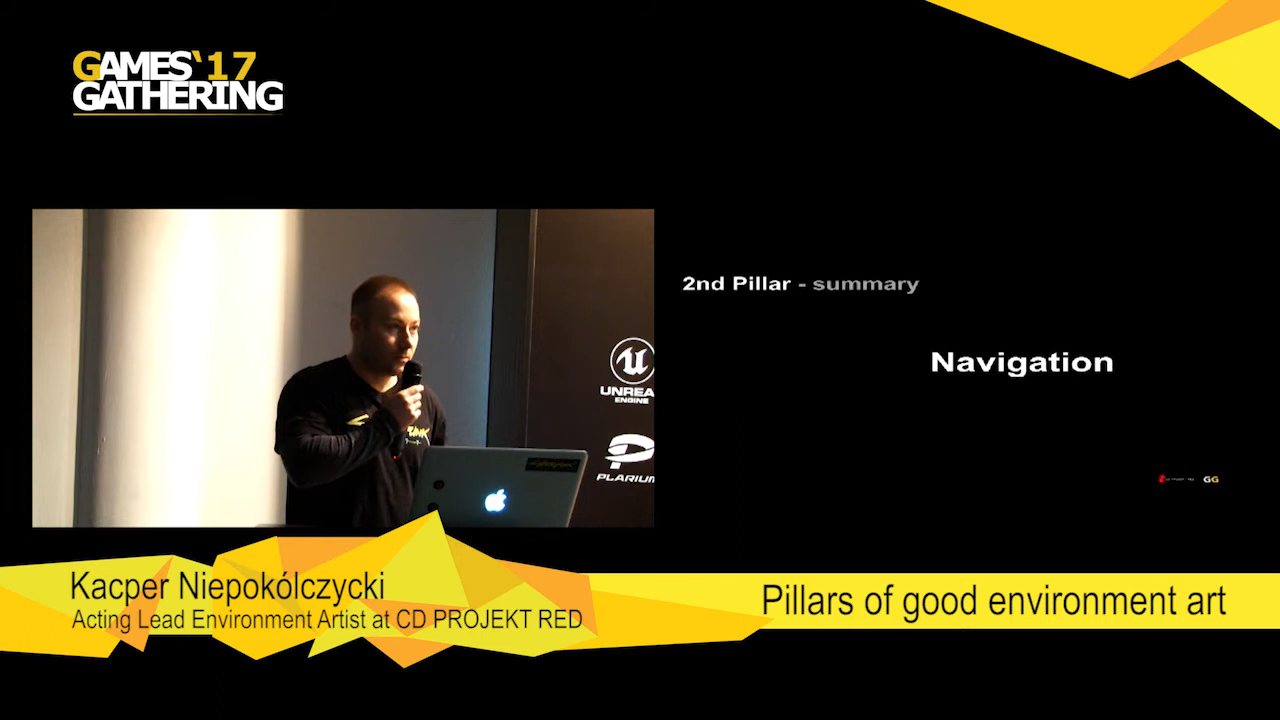 GAMES‘17
GATHERING
2nd Pillar - summary
Navigation
UNREA
ENGINE
PLARIUM
GG
Kacper Niepokólczycki
Acting Lead Environment Artist at CD PROJEKT RED
Pillars of good environment art